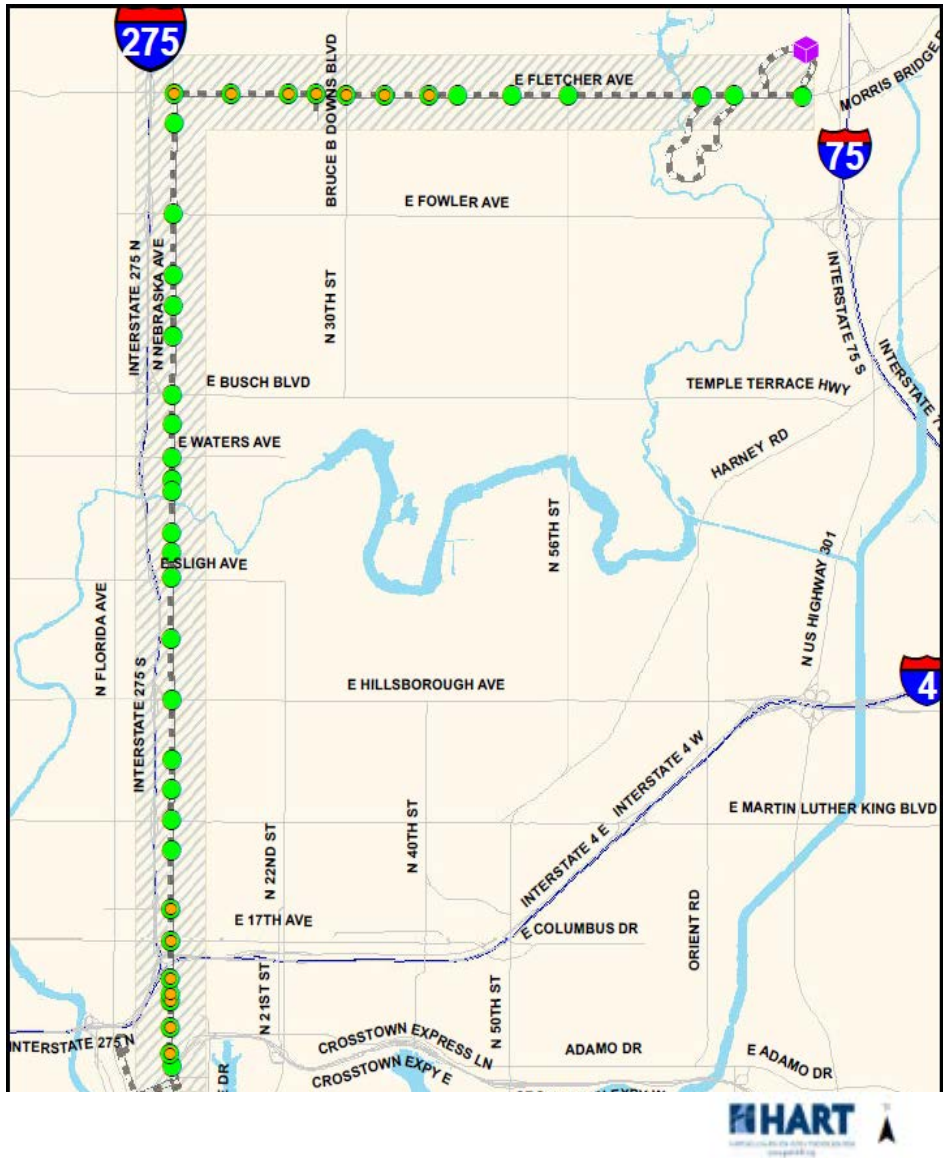 275
E FLETCHER AVE
MORRIS BRIDGE
BRUCE B DOWNS BLVD
75
E FOWLER AVE
INTERSTATE 275 N
N NEBRASKA AVE
N 30TH ST
INTERSTATE 75 S
INTERSTATE
E BUSCH BLVD
TEMPLE TERRACE HWY
E WATERS AVE
HARNEY RD
N 56TH ST
E SLIGH AVE
N US HIGHWAY 301
N FLORIDA AVE
INTERSTATE 275 S
E HILLSBOROUGH AVE
4
INTERSTATE 4 W
INTERSTATE 4 E
E MARTIN LUTHER KING BLVD
N 40TH ST
N 22ND ST
E 17TH AVE
E COLUMBUS DR
ORIENT RD
N 21ST ST
N 50TH ST
INTERSTATE 275 N
CROSSTOWN EXPRESS LN
ADAMO DR
E ADAMO DR
CROSSTOWN EXPY E
DR
HART